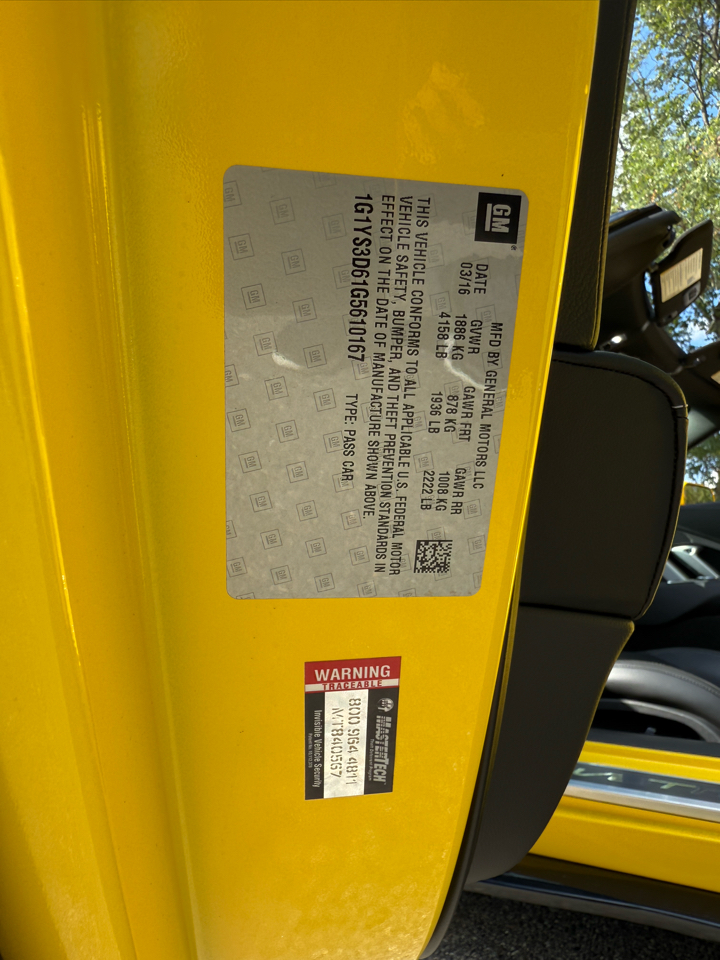 GM
MFD BY GENERAL MOTORS LLC
DATE GVWR GAWR FRT GAWR RR
03/16 1886 KG 878 KG 1008 KG
4158 LB 1936 LB 2222 LB
THIS VEHICLE CONFORMS TO ALL APPLICABLE U.S. FEDERAL MOTOR
VEHICLE SAFETY, BUMPER, AND THEFT PREVENTION STANDARDS IN
EFFECT ON THE DATE OF MANUFACTURE SHOWN ABOVE.
1G1YS3D61G5610167 TYPE: PASS CAR
WARNING
TRACEABLE
MASTERTECH
800 964 4811
MT840567
Invisible Vehicle Security